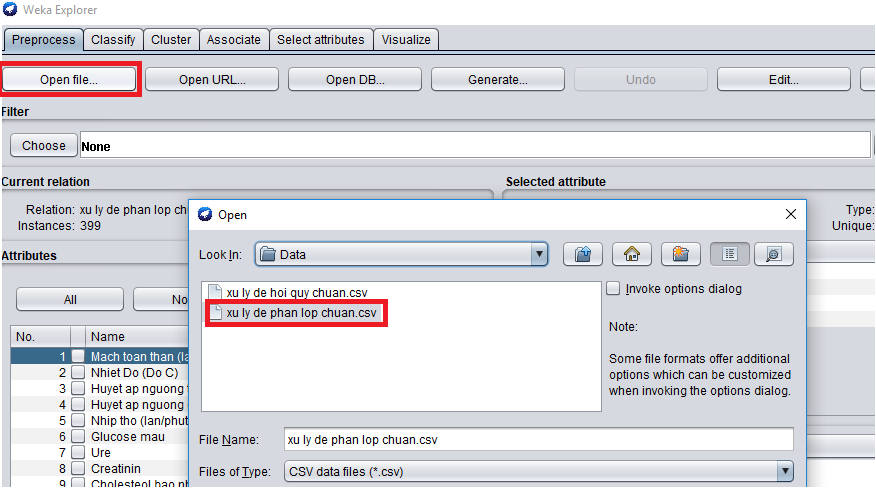 Weka Explorer
Preprocess Classify Cluster Associate Select attributes Visualize
Open file... Open URL... Open DB... Generate... Undo Edit...
Filter
Choose None
Current relation Selected attribute
Relation: xu ly de phan lop chu Type:
Instances: 399 Unique:
Attributes
All No
No. Name
1 Mach toan than (la
2 Nhiet Do (Do C)
3 Huyet ap nguong
4 Huyet ap nguong
5 Nhip tho (lan/phut
6 Glucose mau
7 Ure
8 Creatinin
9 Cholesteol bao nh
Open
Look In: Data
xu ly de hoi quy chuan.csv
xu ly de phan lop chuan.csv
Invoke options dialog
Note:
Some file formats offer additional
options which can be customized
when invoking the options dialog.
File Name: xu ly de phan lop chuan.csv
Files of Type: CSV data files (*.csv)